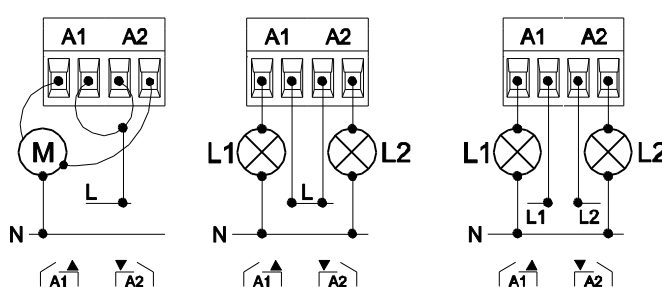 A1 A2 A1 A2 A1 A2
M L1 L2 L1 L2
L L L1 L2
N N N
A1 A2 A1 A2 A1 A2